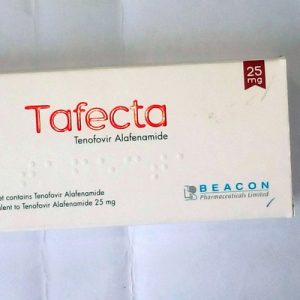 25
mg
Tafecta
Tenofovir Alafenamide
contains Tenofovir Alafenamide
to Tenofovir Alafenamide 25 mg
BEACON
Pharmaceuticals Limited